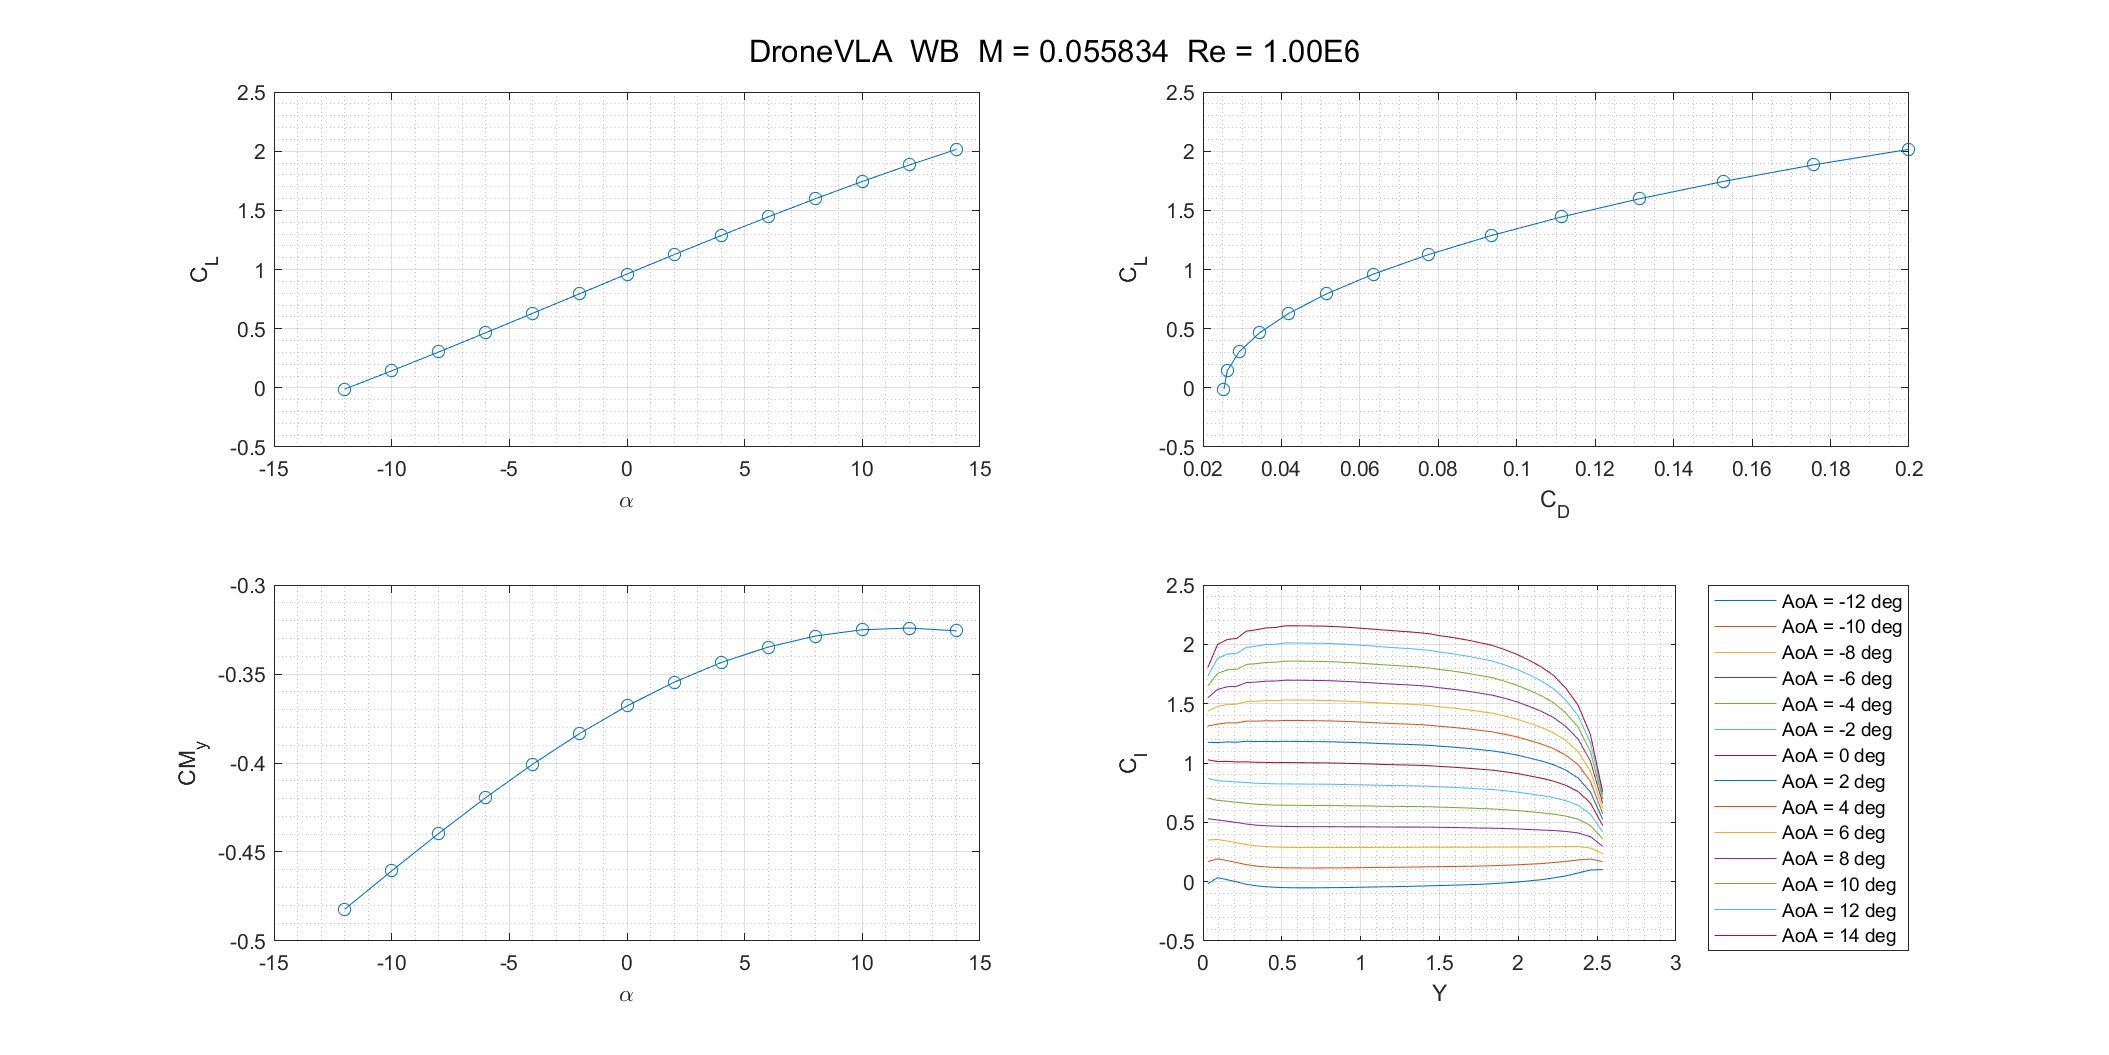 DroneVLA WB M = 0.055834 Re = 1.00E6
2.5
2
1.5
1
0.5
0
-0.5
C_L
-15 -10 -5 0 5 10 15
α
2.5
2
1.5
1
0.5
0
-0.5
C_L
0.02 0.04 0.06 0.08 0.1 0.12 0.14 0.16 0.18 0.2
C_D
-0.3
-0.35
-0.4
-0.45
-0.5
CM_y
-15 -10 -5 0 5 10 15
α
2.5
2
1.5
1
0.5
0
-0.5
C_l
0 0.5 1 1.5 2 2.5 3
Y
AoA = -12 deg
AoA = -10 deg
AoA = -8 deg
AoA = -6 deg
AoA = -4 deg
AoA = -2 deg
AoA = 0 deg
AoA = 2 deg
AoA = 4 deg
AoA = 6 deg
AoA = 8 deg
AoA = 10 deg
AoA = 12 deg
AoA = 14 deg